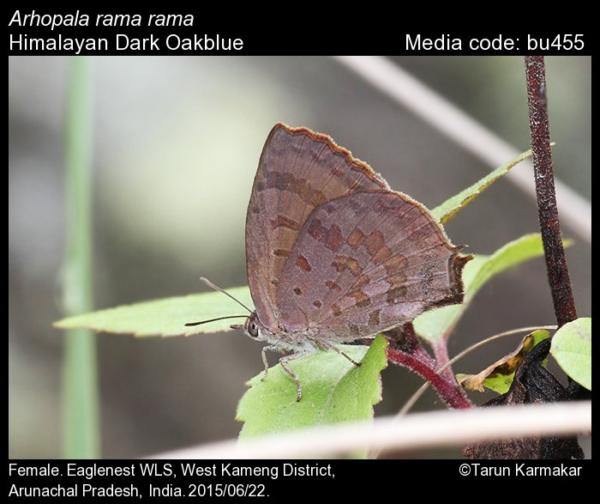 Arhopala rama rama
Himalayan Dark Oakblue Media code: bu455
Female. Eaglenest WLS, West Kameng District, ©Tarun Karmakar
Arunachal Pradesh, India. 2015/06/22.